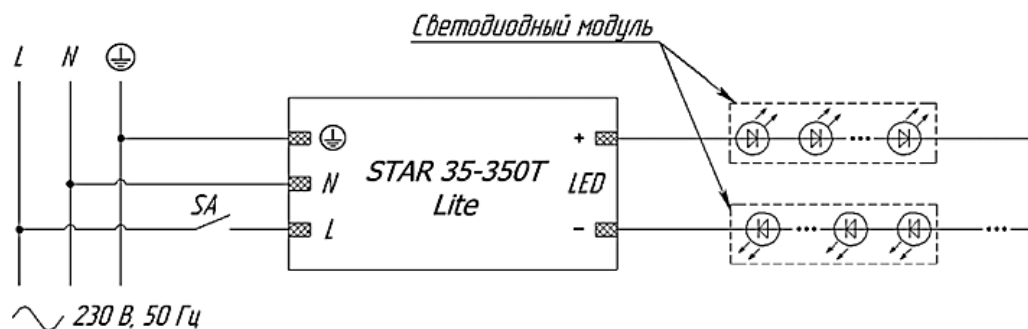 Светодиодный модуль
L N
STAR 35-350T
Lite
N
L
SA
+
LED
-
230 В, 50 Гц